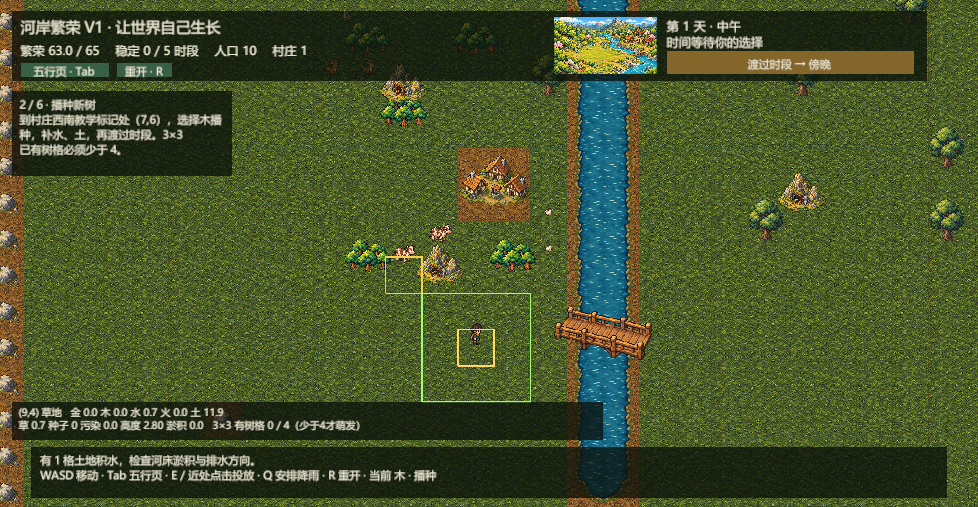 河岸繁荣 V1 · 让世界自己生长
繁荣 63.0 / 65 稳定 0 / 5 时段 人口 10 村庄 1
五行页 · Tab 重开 · R
第 1 天 · 中午
时间等待你的选择
渡过时段 → 傍晚
2 / 6 · 播种新树
到村庄西南教学标记处（7,6），选择木播
种，补水、土，再渡过时段。3×3
已有树格必须少于 4。
(9,4) 草地 金 0.0 木 0.0 水 0.7 火 0.0 土 11.9
草 0.7 种子 0 污染 0.0 高度 2.80 淤积 0.0 3×3 有树格 0 / 4（少于4才萌发）
有 1 格土地积水，检查河床淤积与排水方向。
WASD 移动 · Tab 五行页 · E / 近处点击投放 · Q 安排降雨 · R 重开 · 当前 木 · 播种